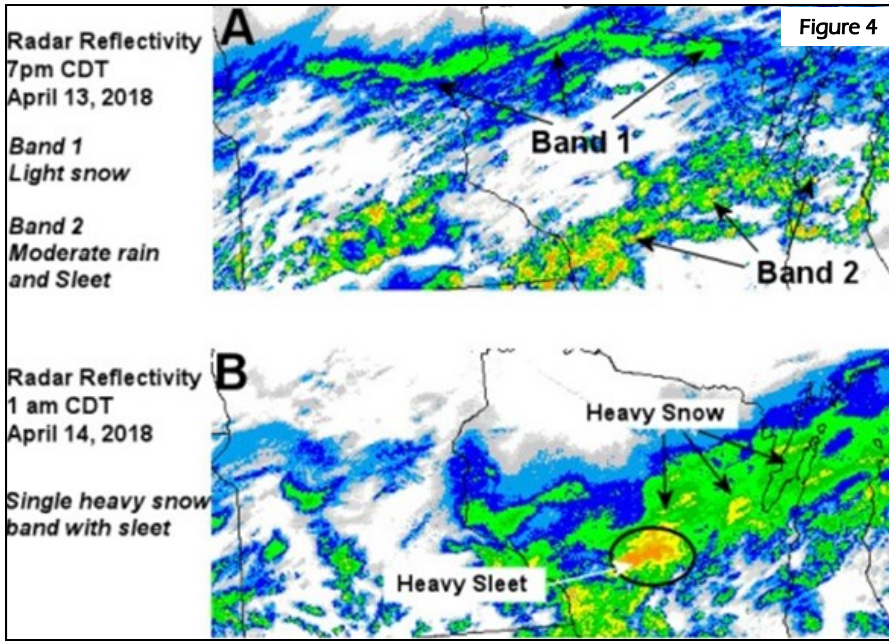 Figure 4
Radar Reflectivity
7pm CDT
April 13, 2018
Band 1
Light snow
Band 2
Moderate rain
and Sleet
A
Band 1
Band 2
Radar Reflectivity
1 am CDT
April 14, 2018
Single heavy snow
band with sleet
B
Heavy Snow
Heavy Sleet